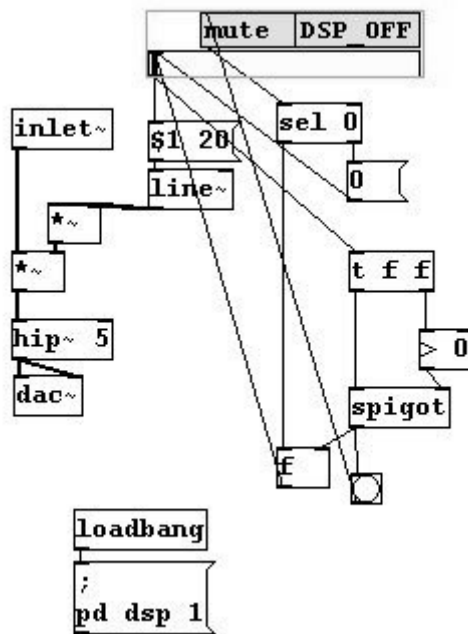 mute DSP_OFF
inlet~
$1 20
sel 0
line~
0
*~
*~
t f f
hip~ 5
> 0
dac~
spigot
f
loadbang
;
pd dsp 1